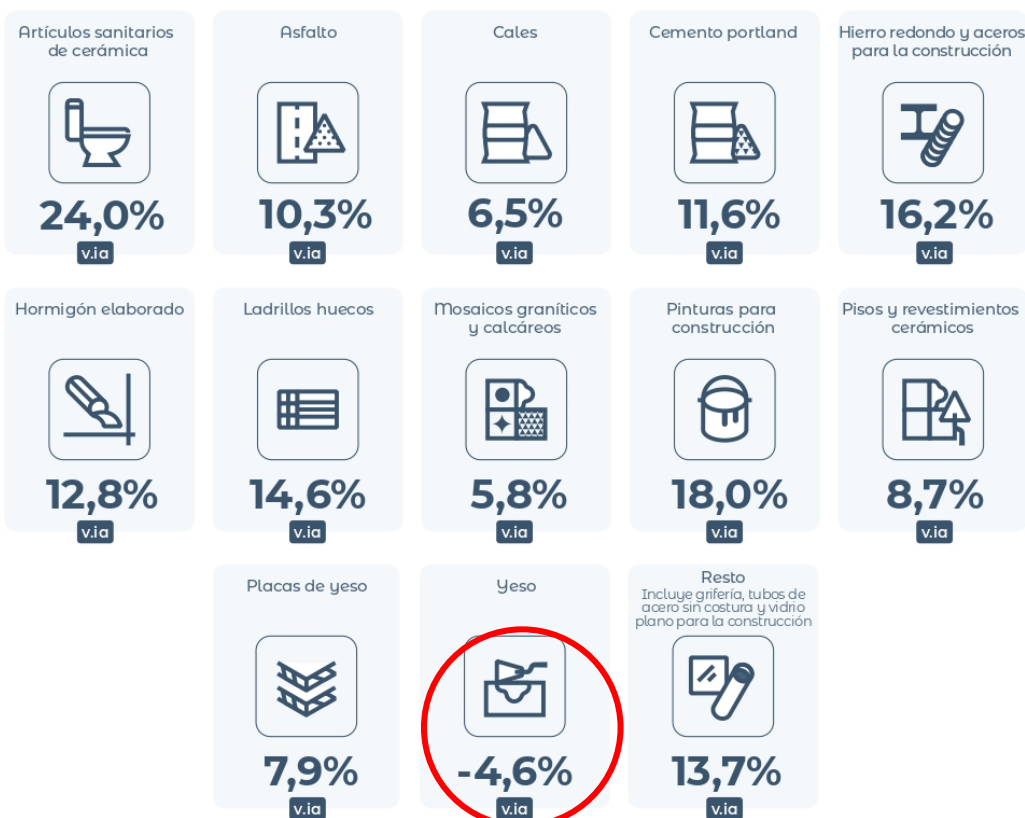 Artículos sanitarios
de cerámica
24,0%
v.ia
Asfalto
10,3%
v.ia
Cales
6,5%
v.ia
Cemento portland
11,6%
v.ia
Hierro redondo y aceros
para la construcción
16,2%
v.ia
Hormigón elaborado
12,8%
v.ia
Ladrillos huecos
14,6%
v.ia
Mosaicos graníticos
y calcáreos
5,8%
v.ia
Pinturas para
construcción
18,0%
v.ia
Pisos y revestimientos
cerámicos
8,7%
v.ia
Placas de yeso
7,9%
v.ia
Yeso
-4,6%
v.ia
Resto
Incluye grifería, tubos de
acero sin costura y vidrio
plano para la construcción
13,7%
v.ia